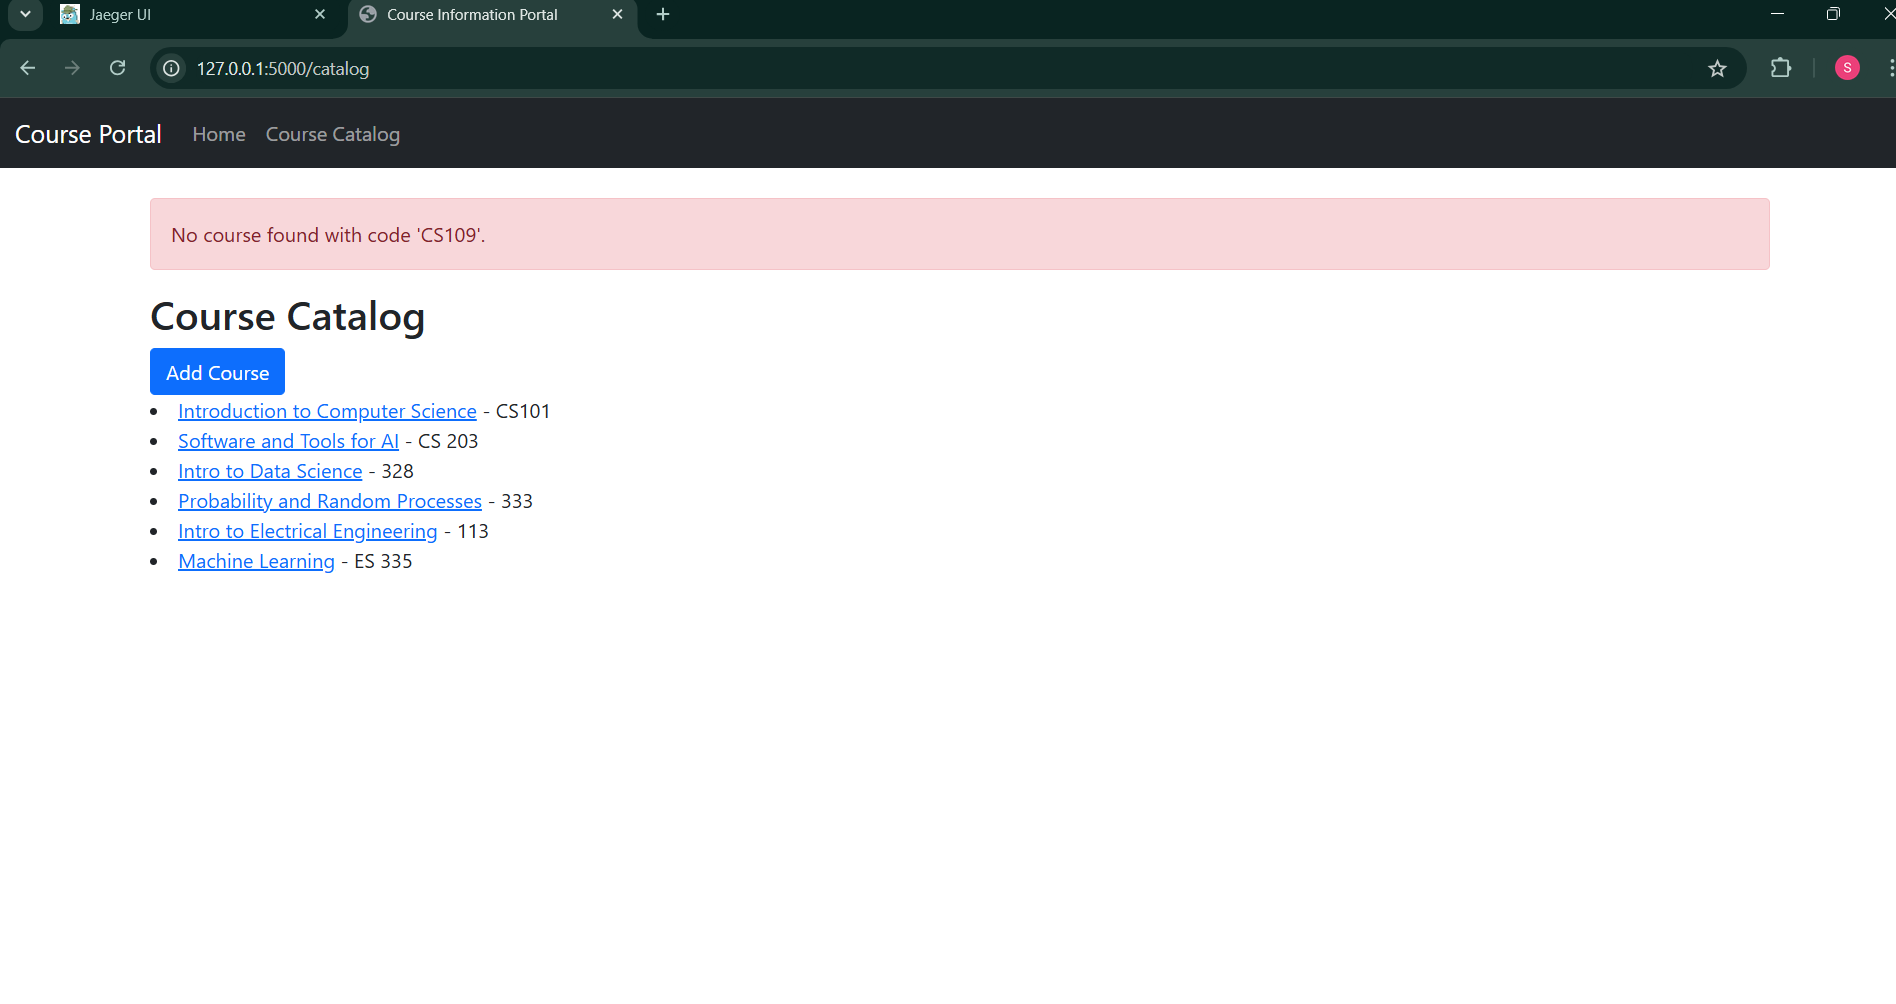 Jaeger UI
Course Information Portal
127.0.0.1:5000/catalog
S
Course Portal Home Course Catalog
No course found with code 'CS109'.
Course Catalog
Add Course
Introduction to Computer Science - CS101
Software and Tools for AI - CS 203
Intro to Data Science - 328
Probability and Random Processes - 333
Intro to Electrical Engineering - 113
Machine Learning - ES 335